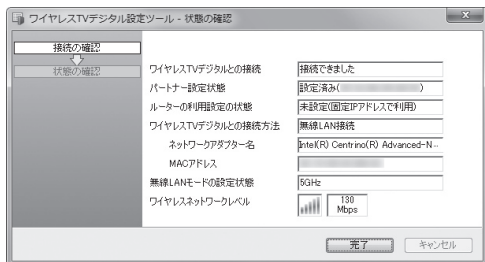 ワイヤレスTVデジタル設定ツール - 状態の確認
接続の確認
状態の確認
ワイヤレスTVデジタルとの接続 接続できました
パートナー設定状態 設定済み( )
ルーターの利用設定の状態 未設定(固定IPアドレスで利用)
ワイヤレスTVデジタルとの接続方法 無線LAN接続
ネットワークアダプター名 Intel(R) Centrino(R) Advanced-N…
MACアドレス
無線LANモードの設定状態 5GHz
ワイヤレスネットワークレベル 130 Mbps
完了 キャンセル